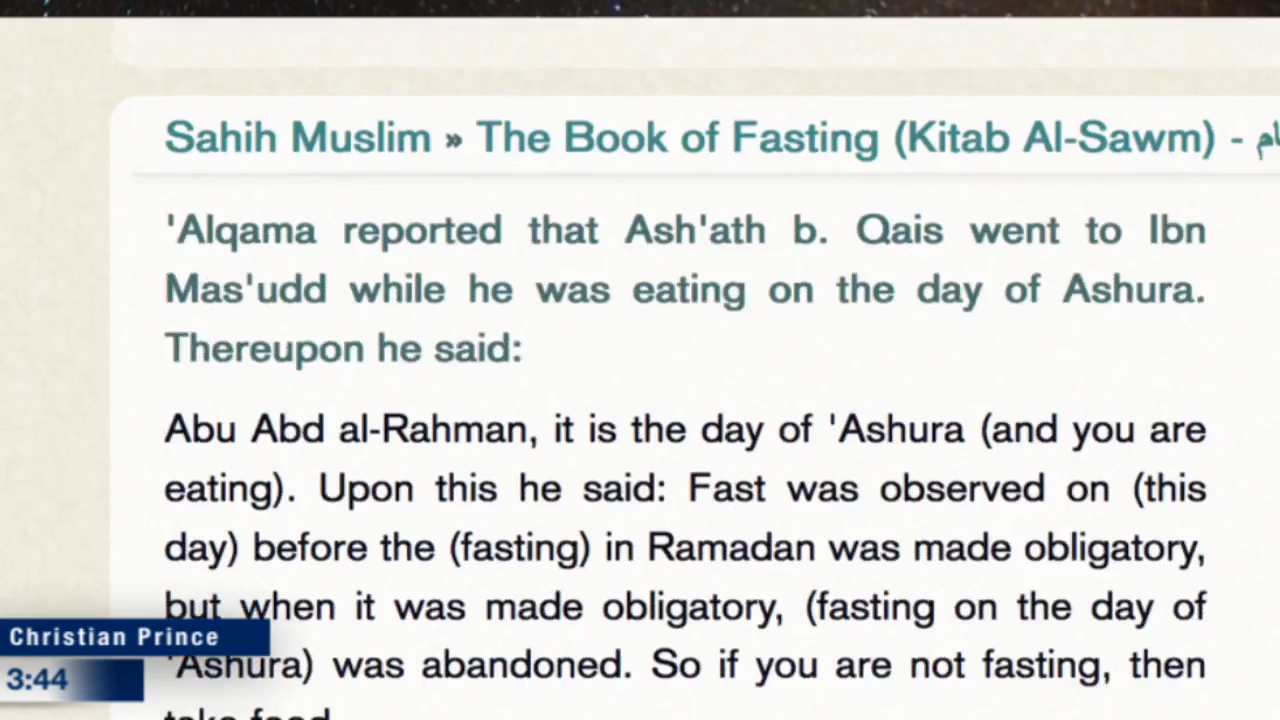 Sahih Muslim » The Book of Fasting (Kitab Al-Sawm) -
'Alqama reported that Ash'ath b. Qais went to Ibn
Mas'udd while he was eating on the day of Ashura.
Thereupon he said:
Abu Abd al-Rahman, it is the day of 'Ashura (and you are
eating). Upon this he said: Fast was observed on (this
day) before the (fasting) in Ramadan was made obligatory,
but when it was made obligatory, (fasting on the day of
'Ashura) was abandoned. So if you are not fasting, then
take food
Christian Prince
3:44